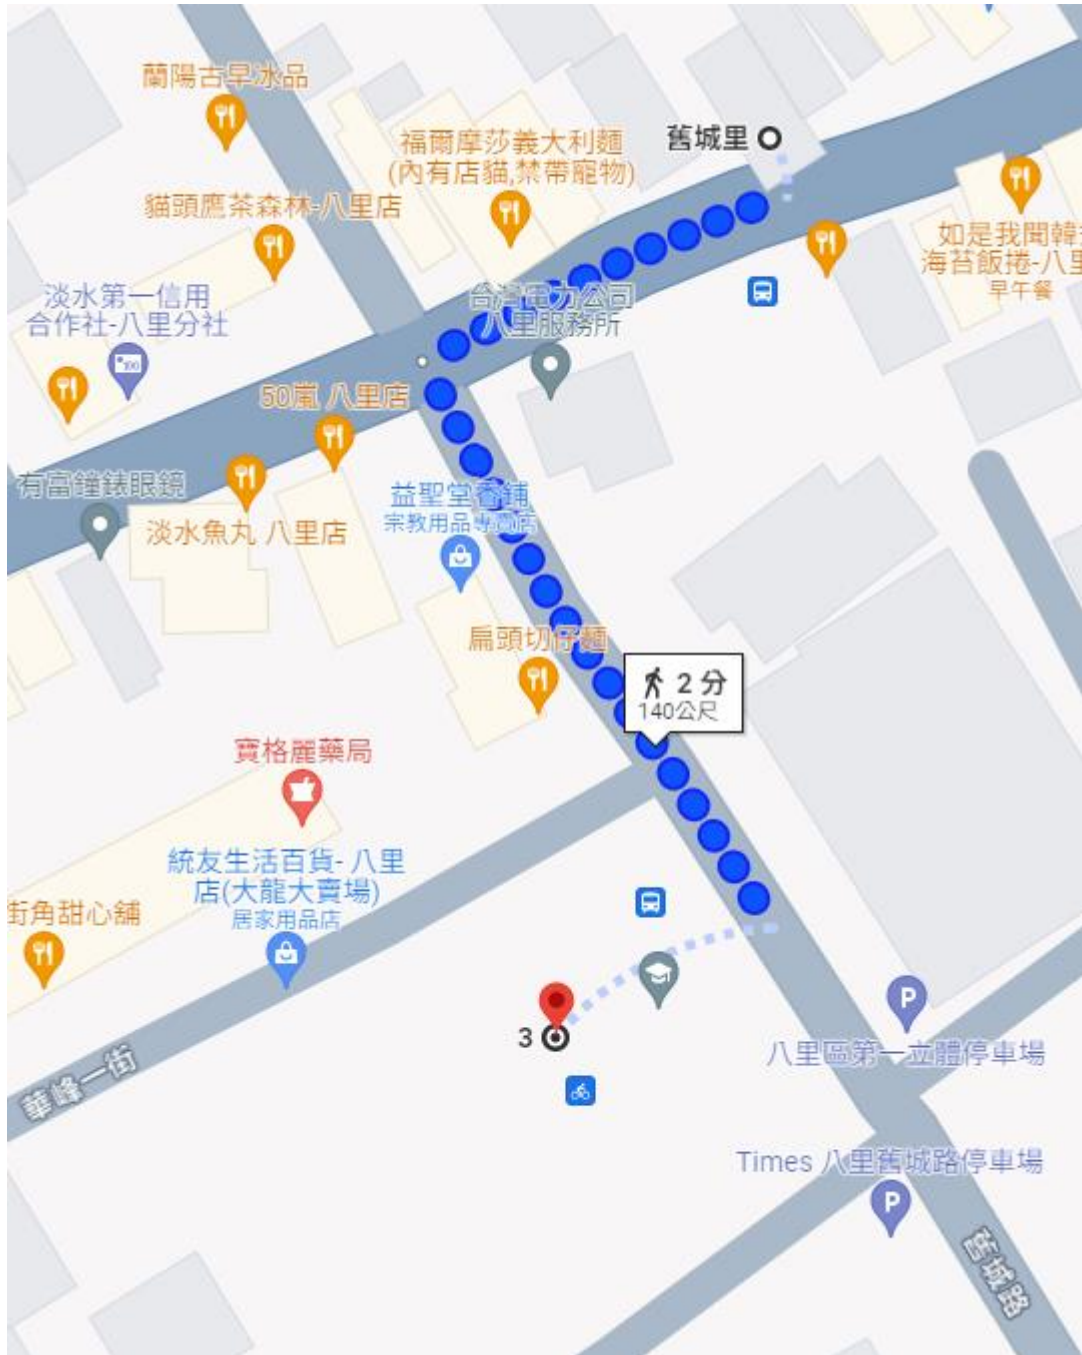 蘭陽古早冰品
福爾摩莎義大利麵
(內有店貓,禁帶寵物)
舊城里
貓頭鷹茶森林-八里店
如是我聞韓
海苔飯捲-八里
早午餐
淡水第一信用
合作社-八里分社
台灣電力公司
八里服務所
50嵐 八里店
有富鐘錶眼鏡
淡水魚丸 八里店
益聖堂香鋪
宗教用品專賣店
扁頭切仔麵
2 分
140公尺
寶格麗藥局
統友生活百貨- 八里
店(大龍大賣場)
居家用品店
街角甜心舖
3
P
八里區第一立體停車場
華峰一街
Times 八里舊城路停車場
P
舊城路